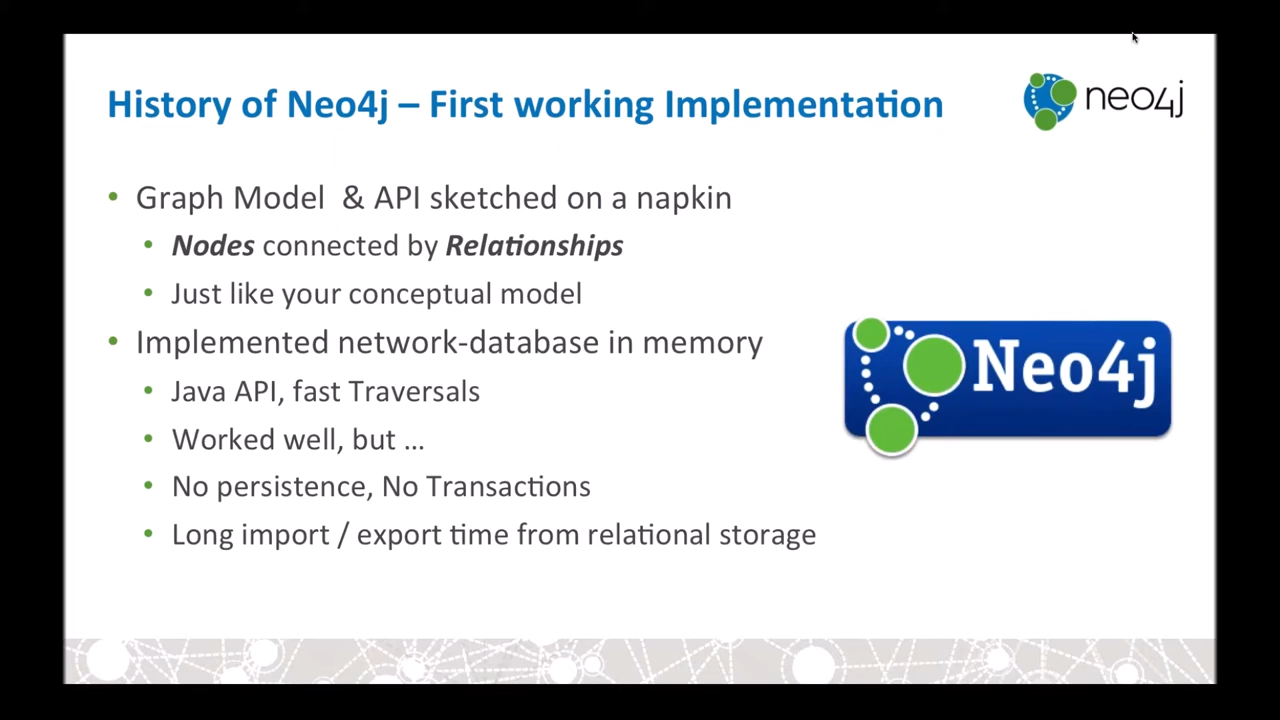 History of Neo4j – First working Implementation
neo4j
• Graph Model & API sketched on a napkin
• Nodes connected by Relationships
• Just like your conceptual model
• Implemented network-database in memory
• Java API, fast Traversals
• Worked well, but ...
• No persistence, No Transactions
• Long import / export time from relational storage
Neo4j